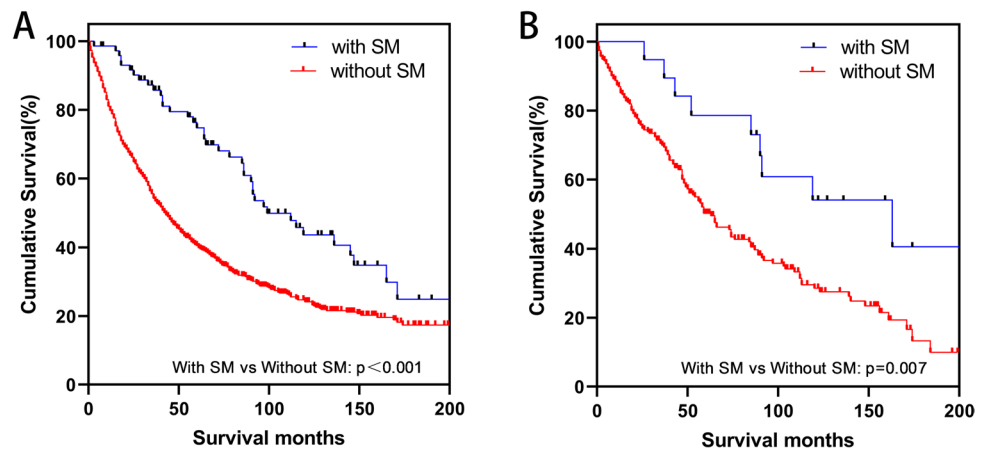 A
Cumulative Survival(%)
100
80
60
40
20
0
with SM
without SM
With SM vs Without SM: p<0.001
0 50 100 150 200
Survival months
B
Cumulative Survival(%)
100
80
60
40
20
0
with SM
without SM
With SM vs Without SM: p=0.007
0 50 100 150 200
Survival months